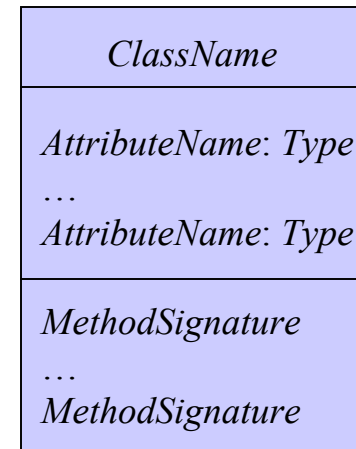 ClassName
AttributeName: Type
…
AttributeName: Type
MethodSignature
…
MethodSignature